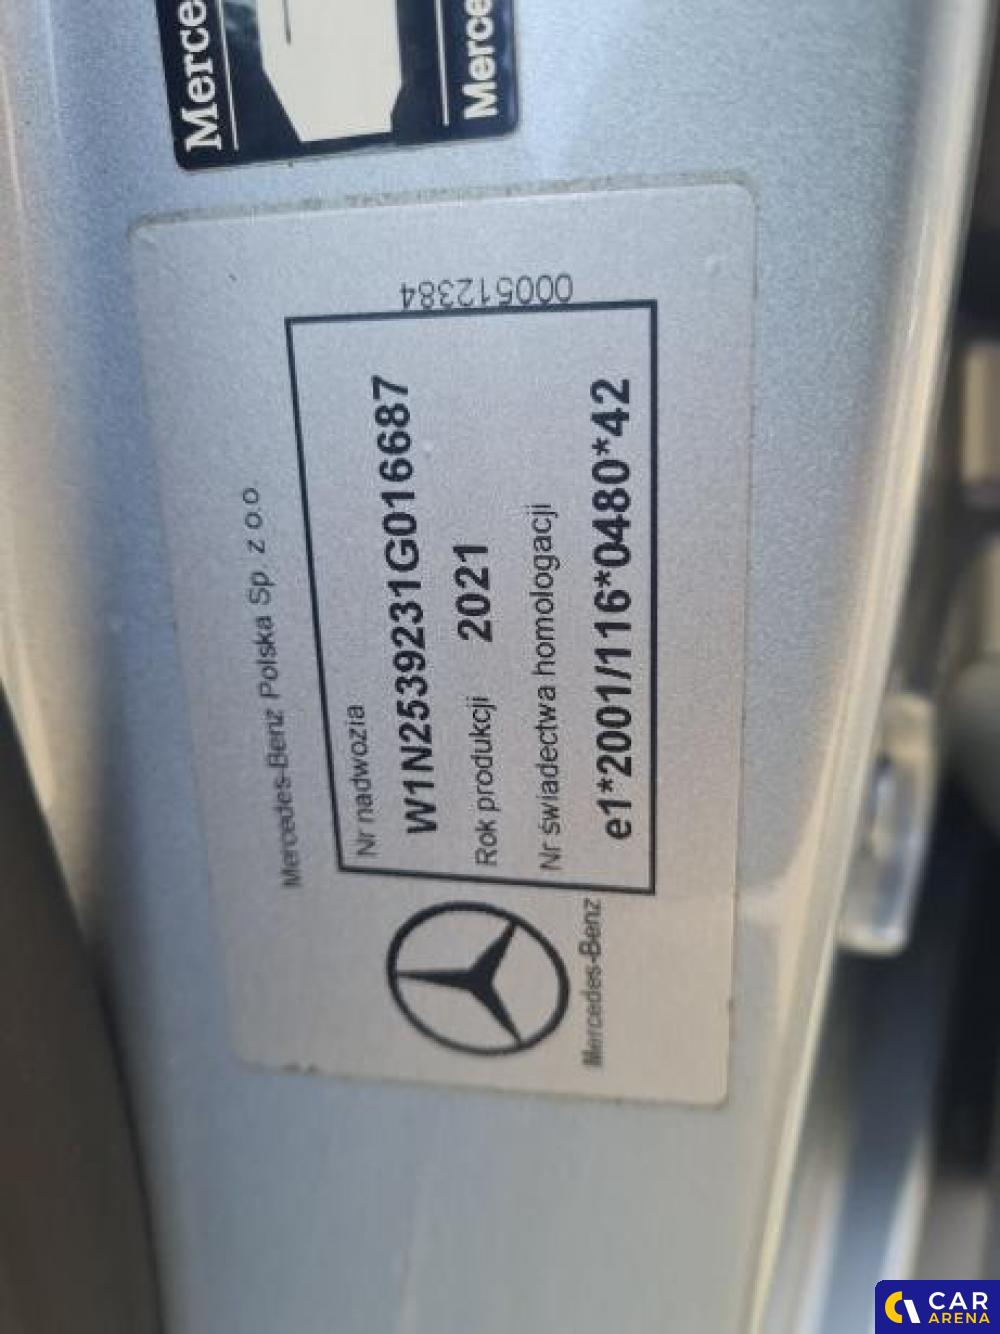 Merce
Merce
Mercedes-Benz Polska Sp z o.o
000512384
Nr nadwozia
W1N2539231G016687
Rok produkcji 2021
Nr świadectwa homologacji
e1*2001/116*0480*42
Mercedes-Benz
CAR
ARENA